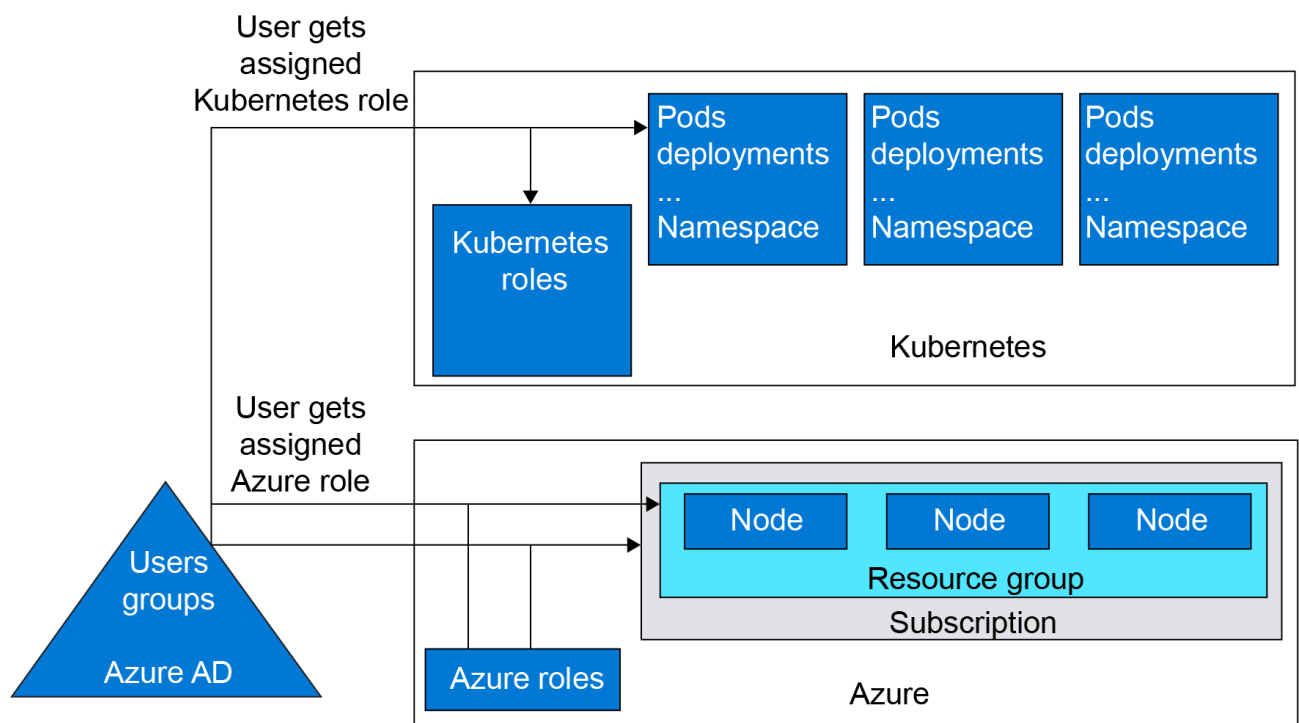 User gets
assigned
Kubernetes role
Pods
deployments
...
Namespace
Pods
deployments
...
Namespace
Pods
deployments
...
Namespace
Kubernetes
roles
Kubernetes
User gets
assigned
Azure role
Node
Node
Node
Resource group
Subscription
Users
groups
Azure AD
Azure roles
Azure